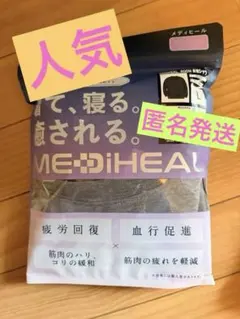 メディヒール
人気
て、寝る。
癒される。
匿名発送
MEDiHEAL
疲労回復
×
血行促進
筋肉のハリ、
コリの緩和
筋肉の疲れを軽減